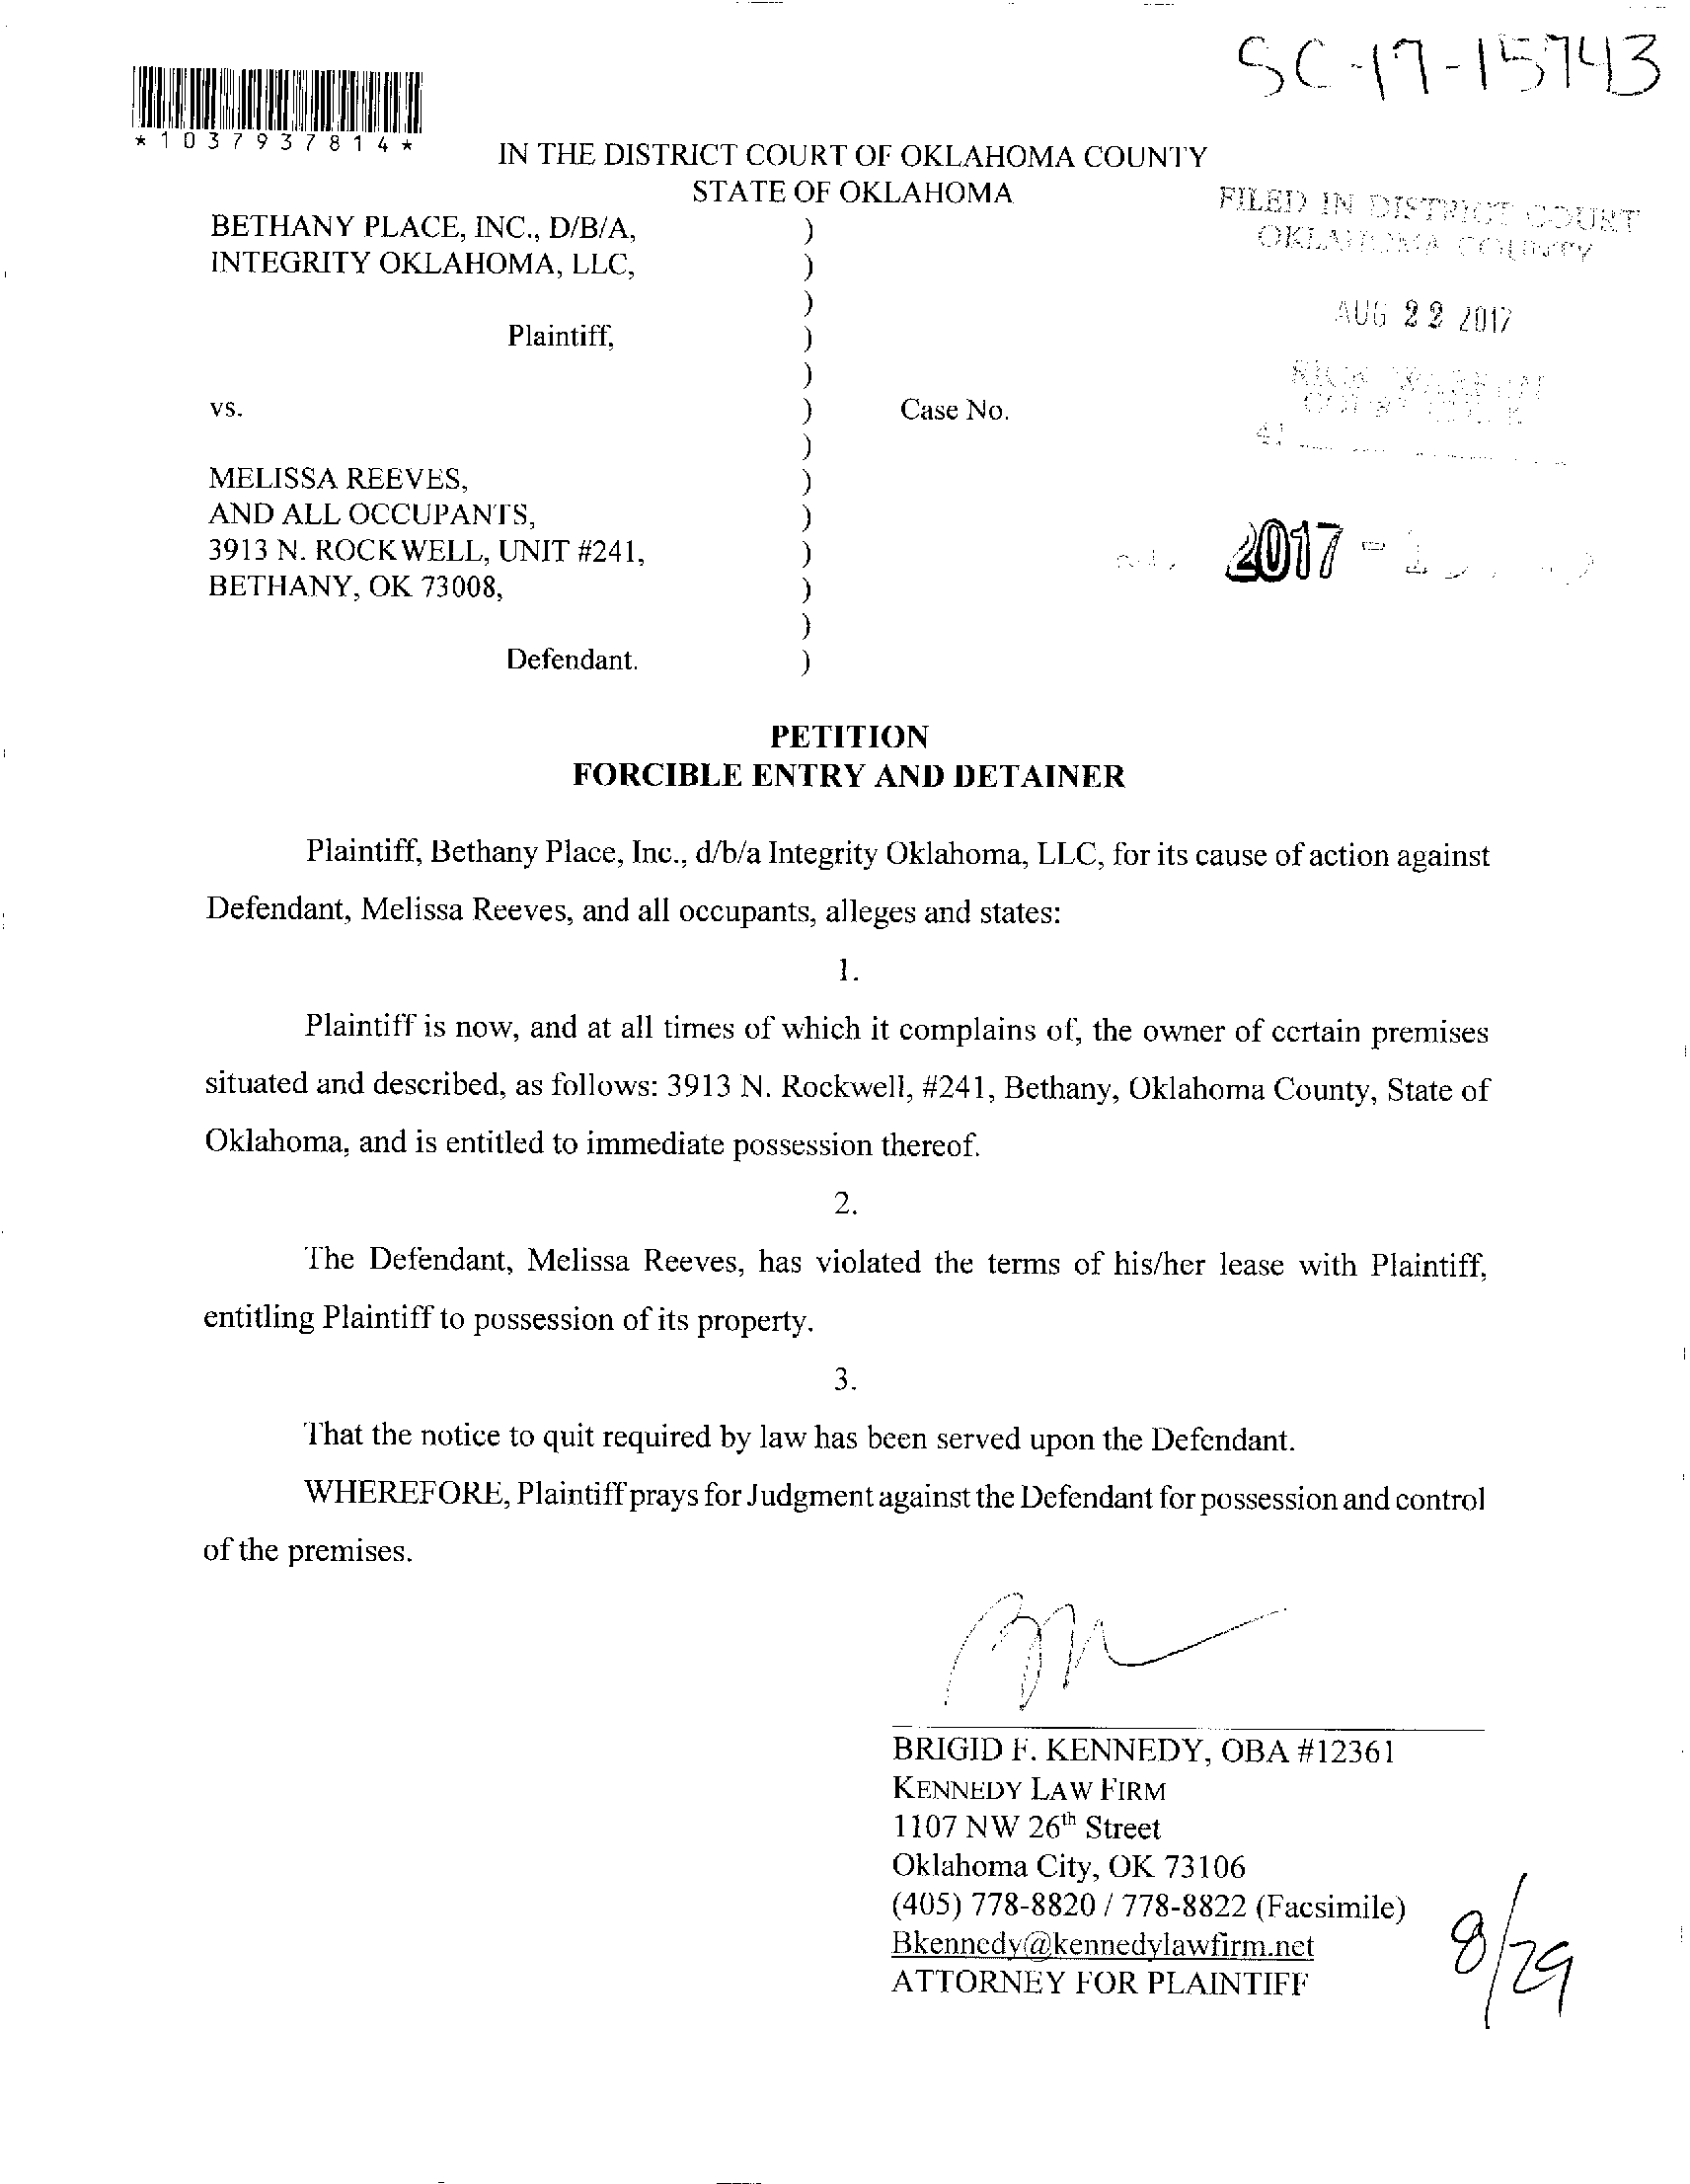 SC-17-15743
*1037937814*
IN THE DISTRICT COURT OF OKLAHOMA COUNTY
STATE OF OKLAHOMA
FILED IN DISTRICT COURT
OKLAHOMA COUNTY
BETHANY PLACE, INC., D/B/A, )
INTEGRITY OKLAHOMA, LLC, )
)
AUG 22 2017
Plaintiff, )
)
vs. ) Case No.
)
MELISSA REEVES, )
AND ALL OCCUPANTS, )
3913 N. ROCKWELL, UNIT #241, )
2017 -
BETHANY, OK 73008, )
)
Defendant. )
PETITION
FORCIBLE ENTRY AND DETAINER
Plaintiff, Bethany Place, Inc., d/b/a Integrity Oklahoma, LLC, for its cause of action against
Defendant, Melissa Reeves, and all occupants, alleges and states:
1.
Plaintiff is now, and at all times of which it complains of, the owner of certain premises
situated and described, as follows: 3913 N. Rockwell, #241, Bethany, Oklahoma County, State of
Oklahoma, and is entitled to immediate possession thereof.
2.
The Defendant, Melissa Reeves, has violated the terms of his/her lease with Plaintiff,
entitling Plaintiff to possession of its property.
3.
That the notice to quit required by law has been served upon the Defendant.
WHEREFORE, Plaintiff prays for Judgment against the Defendant for possession and control
of the premises.
BRIGID F. KENNEDY, OBA #12361
KENNEDY LAW FIRM
1107 NW 26th Street
Oklahoma City, OK 73106
(405) 778-8820 / 778-8822 (Facsimile)
Bkennedy@kennedylawfirm.net
ATTORNEY FOR PLAINTIFF
8/29